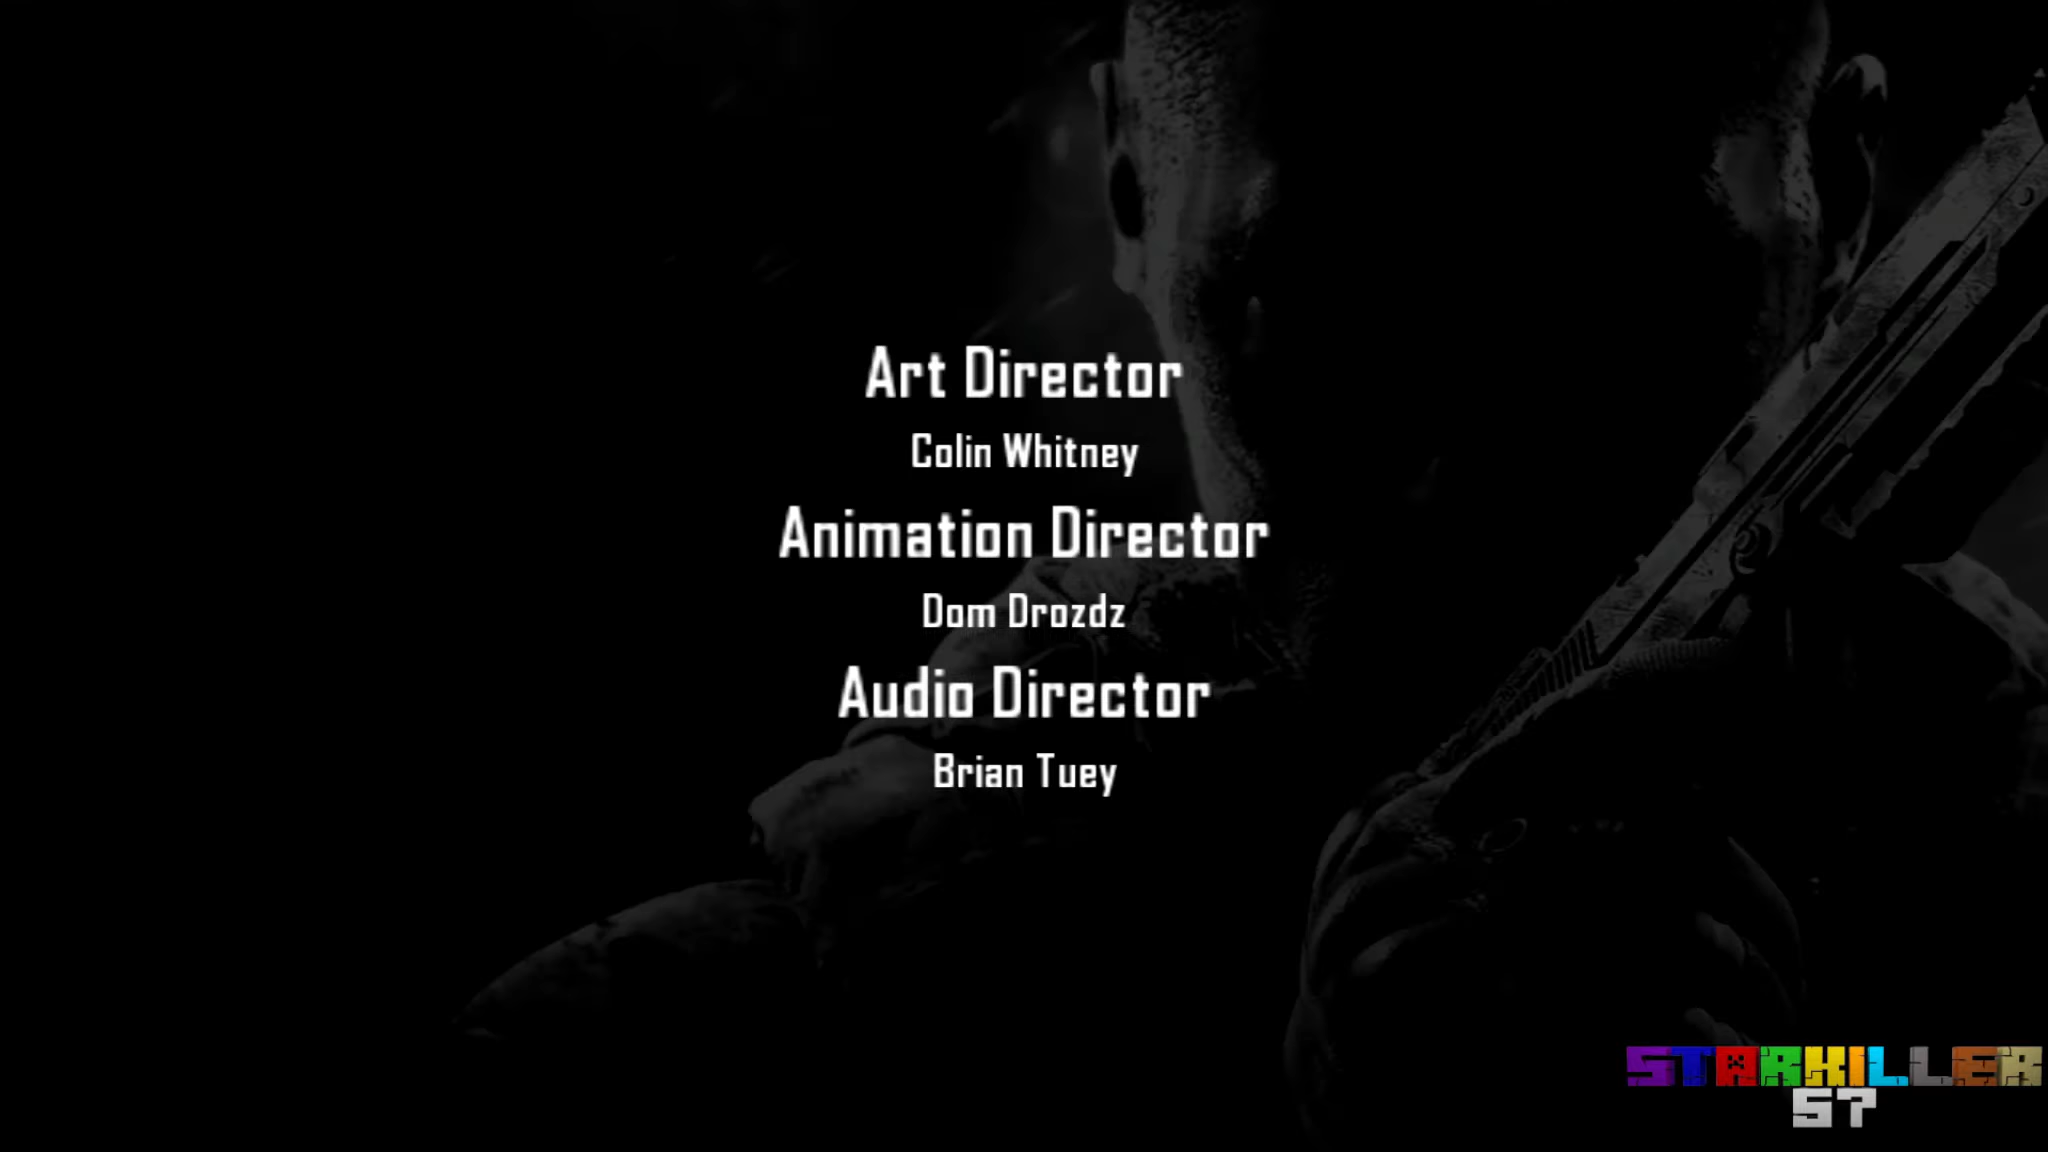 Art Director
Colin Whitney
Animation Director
Dom Drozdz
Audio Director
Brian Tuey
STARKILLER
57